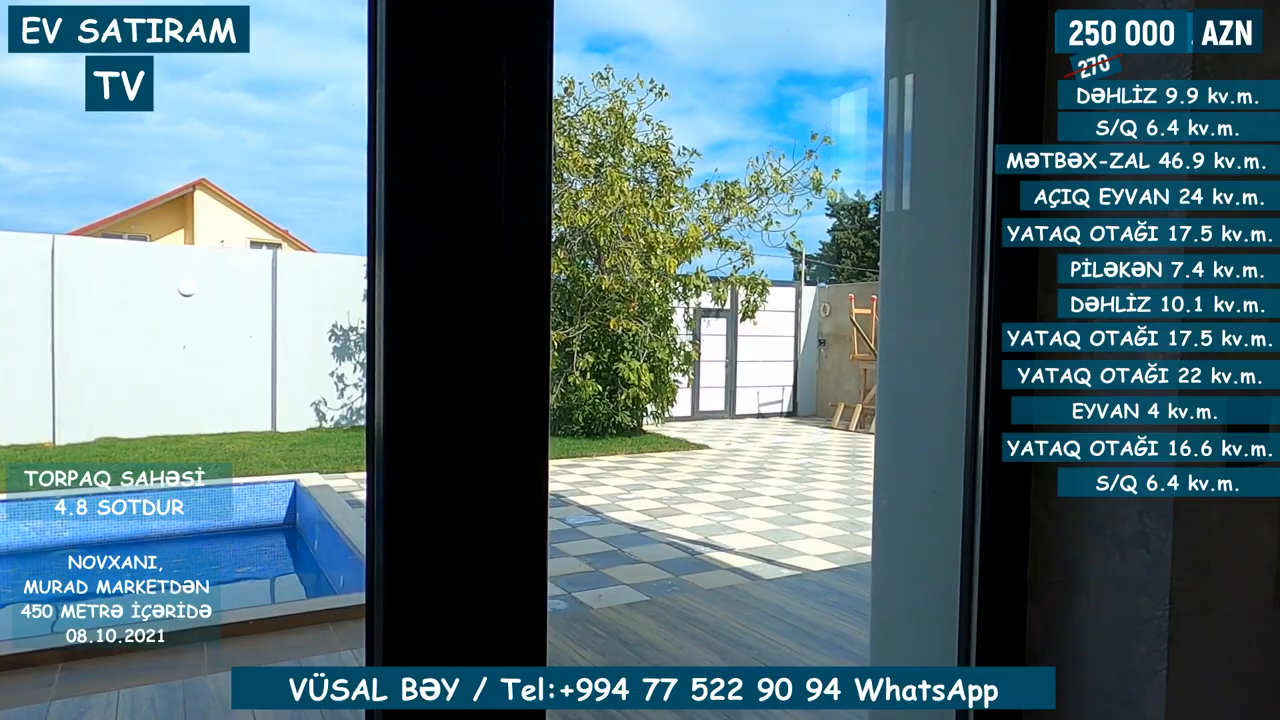 EV SATIRAM
TV
250 000 AZN
270
DƏHLİZ 9.9 kv.m.
S/Q 6.4 kv.m.
MƏTBƏX-ZAL 46.9 kv.m.
AÇIQ EYVAN 24 kv.m.
YATAQ OTAĞI 17.5 kv.m.
PİLƏKƏN 7.4 kv.m.
DƏHLİZ 10.1 kv.m.
YATAQ OTAĞI 17.5 kv.m.
YATAQ OTAĞI 22 kv.m.
EYVAN 4 kv.m.
YATAQ OTAĞI 16.6 kv.m.
S/Q 6.4 kv.m.
TORPAQ SAHƏSİ
4.8 SOTDUR
NOVXANI,
MURAD MARKETDƏN
450 METRƏ İÇƏRİDƏ
08.10.2021
VÜSAL BƏY / Tel:+994 77 522 90 94 WhatsApp